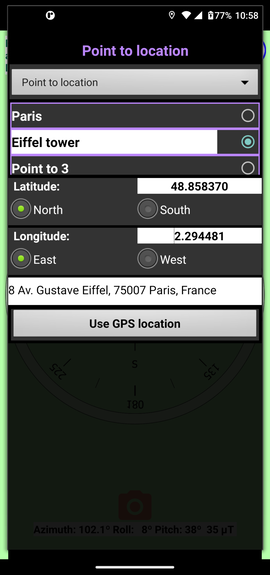 77% 10:58
Point to location
Point to location
Paris
Eiffel tower
Point to 3
Latitude: 48.858370
North South
Longitude: 2.294481
East West
8 Av. Gustave Eiffel, 75007 Paris, France
Use GPS location
225 S 135
180
Azimuth: 102.1° Roll: 8° Pitch: 38° 35 µT